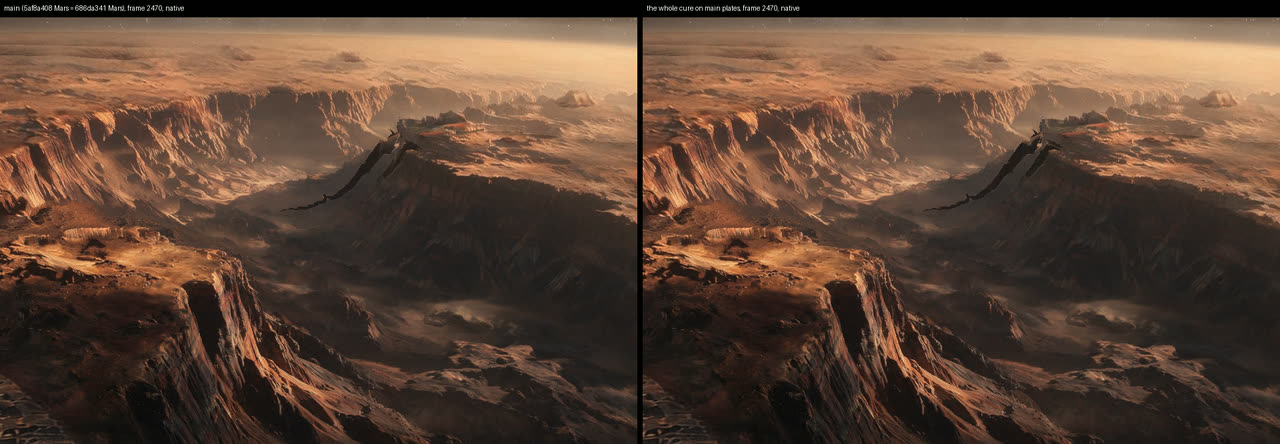 main (5af8a408 Mars = 686da341 Mars), frame 2470, native
the whole cure on main plates, frame 2470, native